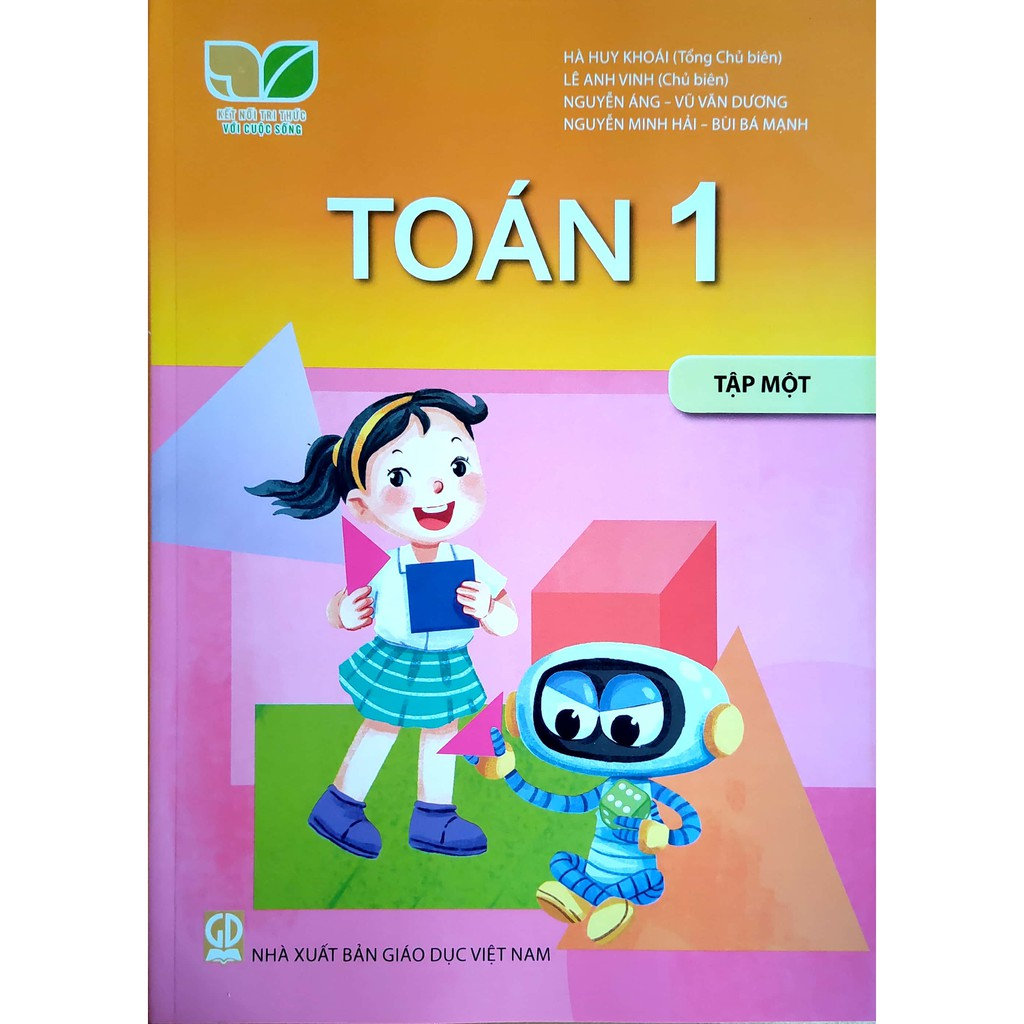 KẾT NỐI TRI THỨC
VỚI CUỘC SỐNG
HÀ HUY KHOÁI (Tổng Chủ biên)
LÊ ANH VINH (Chủ biên)
NGUYỄN ÁNG – VŨ VĂN DƯƠNG
NGUYỄN MINH HẢI – BÙI BÁ MẠNH
TOÁN 1
TẬP MỘT
GD
NHÀ XUẤT BẢN GIÁO DỤC VIỆT NAM